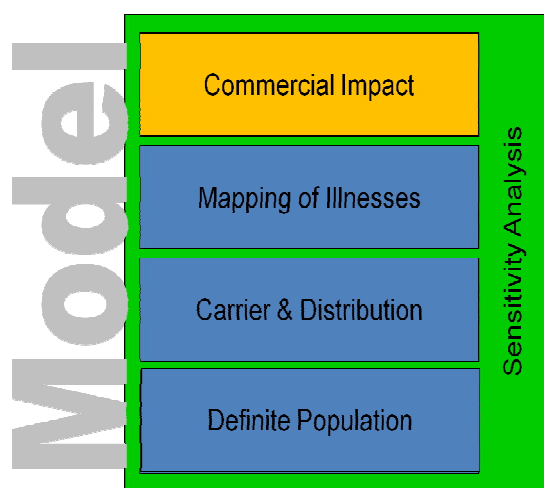 Model
Commercial Impact
Mapping of Illnesses
Carrier & Distribution
Definite Population
Sensitivity Analysis